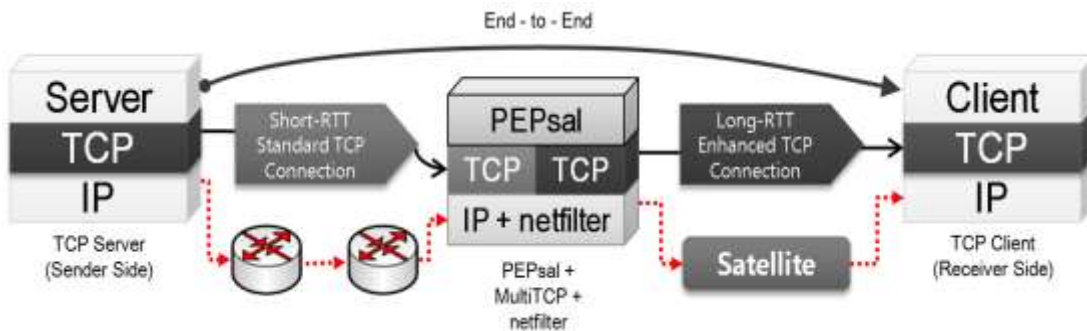 End - to - End
Server
TCP
IP
TCP Server
(Sender Side)
Short-RTT
Standard TCP
Connection
PEPsal
TCP TCP
IP + netfilter
PEPsal +
MultiTCP +
netfilter
Long-RTT
Enhanced TCP
Connection
Satellite
Client
TCP
IP
TCP Client
(Receiver Side)